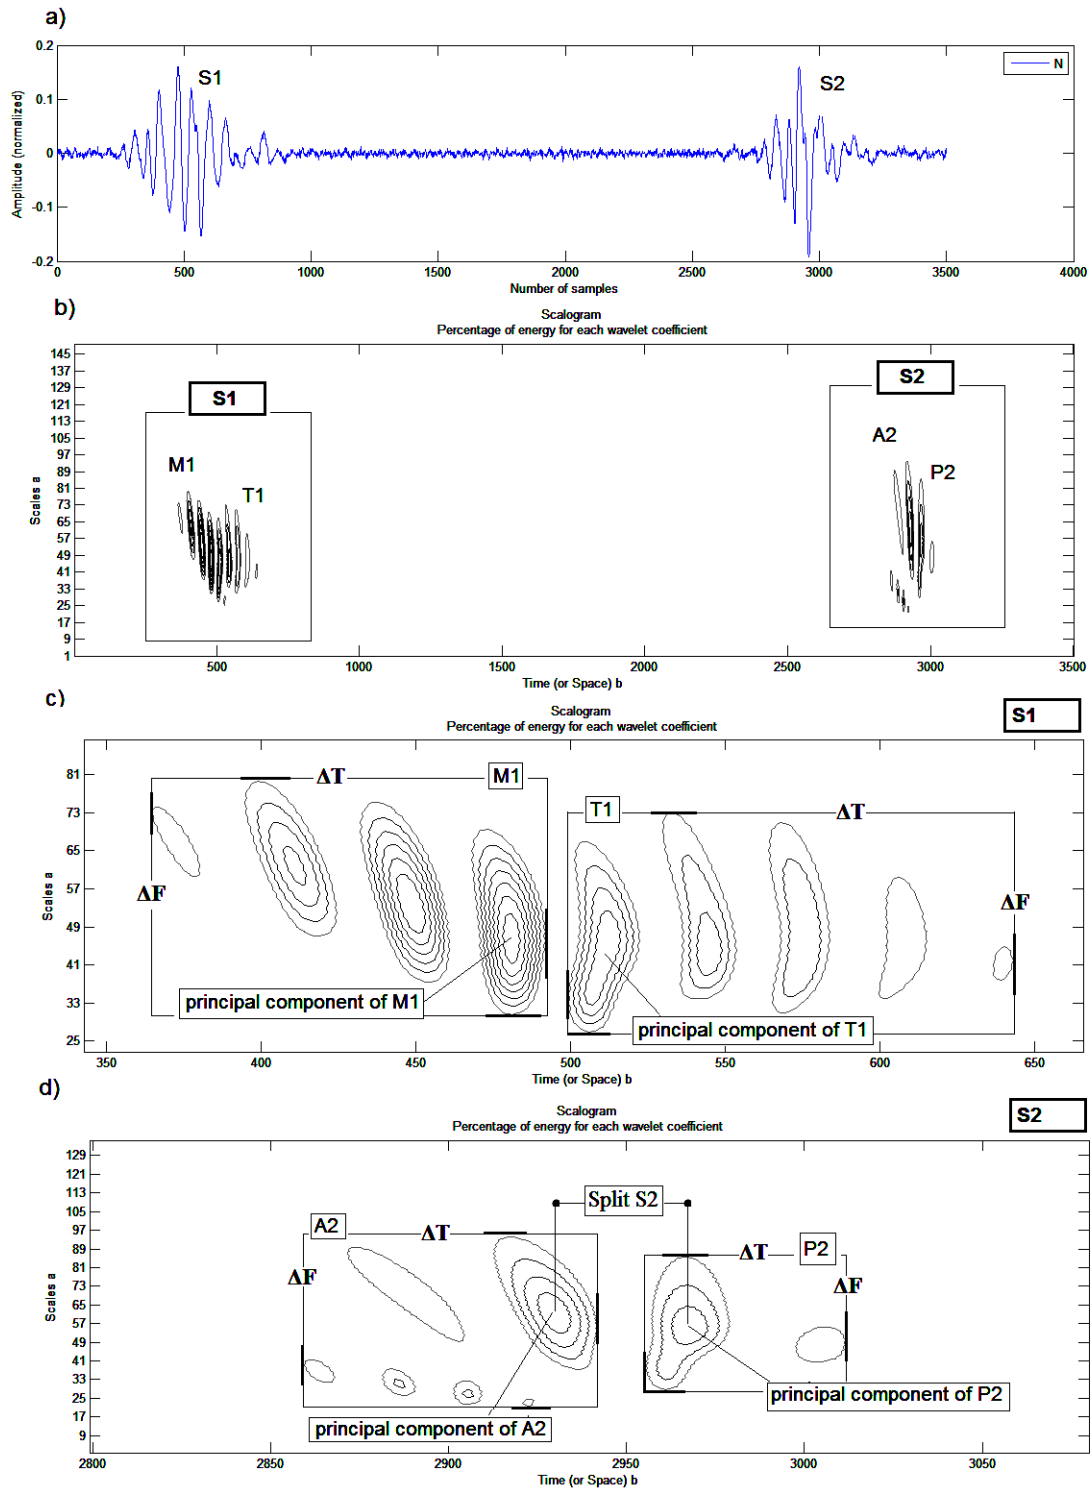 a)
0.2
0.1
0
-0.1
-0.2
Amplitude (normalized)
S1
S2
N
0 500 1000 1500 2000 2500 3000 3500 4000
Number of samples
b)
Scalogram
Percentage of energy for each wavelet coefficient
145
137
129
121
113
105
97
89
81
73
65
57
49
41
33
25
17
9
1
Scales a
S1
M1
T1
S2
A2
P2
500 1000 1500 2000 2500 3000 3500
Time (or Space) b
c)
Scalogram
Percentage of energy for each wavelet coefficient
S1
81
73
65
57
49
41
33
25
Scales a
ΔT
M1
T1
ΔT
ΔF
ΔF
principal component of M1
principal component of T1
350 400 450 500 550 600 650
Time (or Space) b
d)
Scalogram
Percentage of energy for each wavelet coefficient
S2
129
121
113
105
97
89
81
73
65
57
49
41
33
25
17
9
Scales a
Split S2
A2
ΔT
ΔT
P2
ΔF
ΔF
principal component of P2
principal component of A2
2800 2850 2900 2950 3000 3050
Time (or Space) b